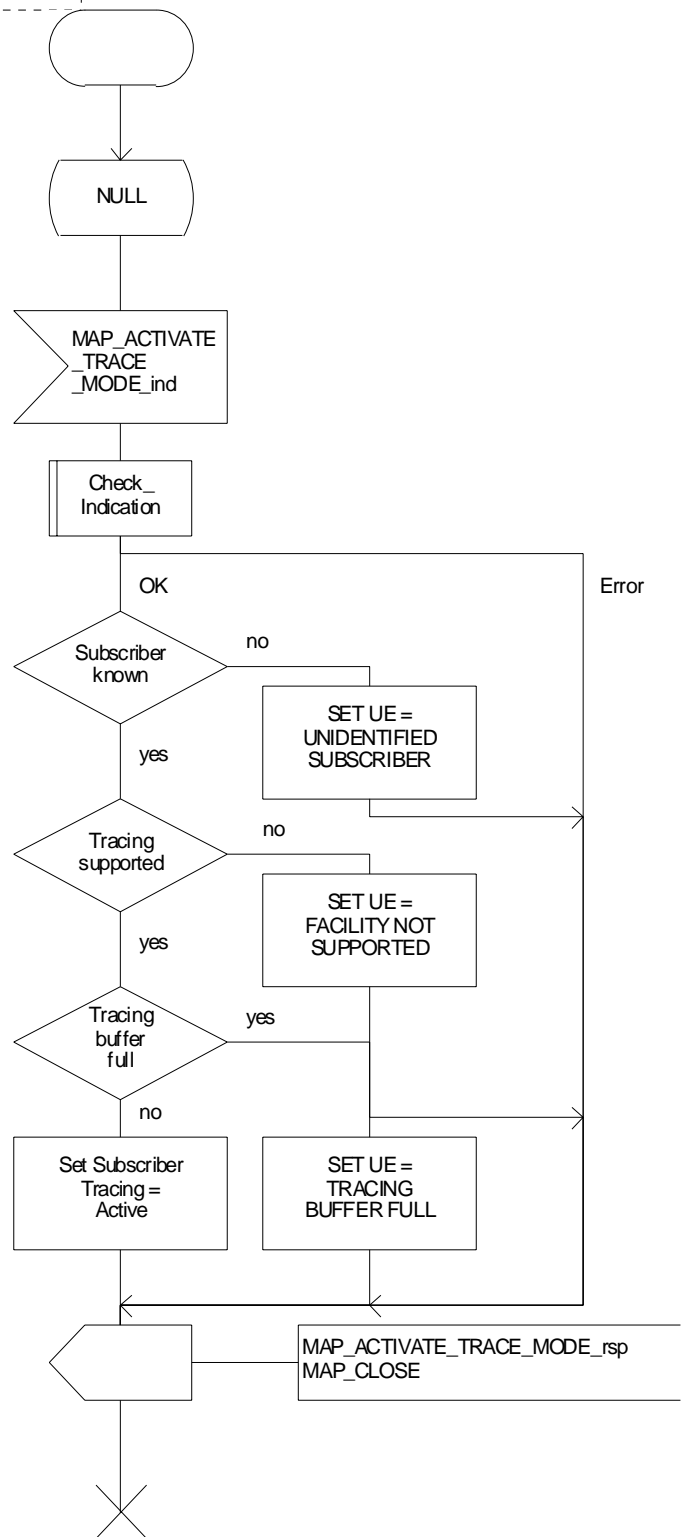 NULL
MAP_ACTIVATE
_TRACE
_MODE_ind
Check_
Indication
OK
Error
Subscriber
known
no
SET UE =
UNIDENTIFIED
SUBSCRIBER
yes
Tracing
supported
no
SET UE =
FACILITY NOT
SUPPORTED
yes
Tracing
buffer
full
yes
no
Set Subscriber
Tracing =
Active
SET UE =
TRACING
BUFFER FULL
MAP_ACTIVATE_TRACE_MODE_rsp
MAP_CLOSE